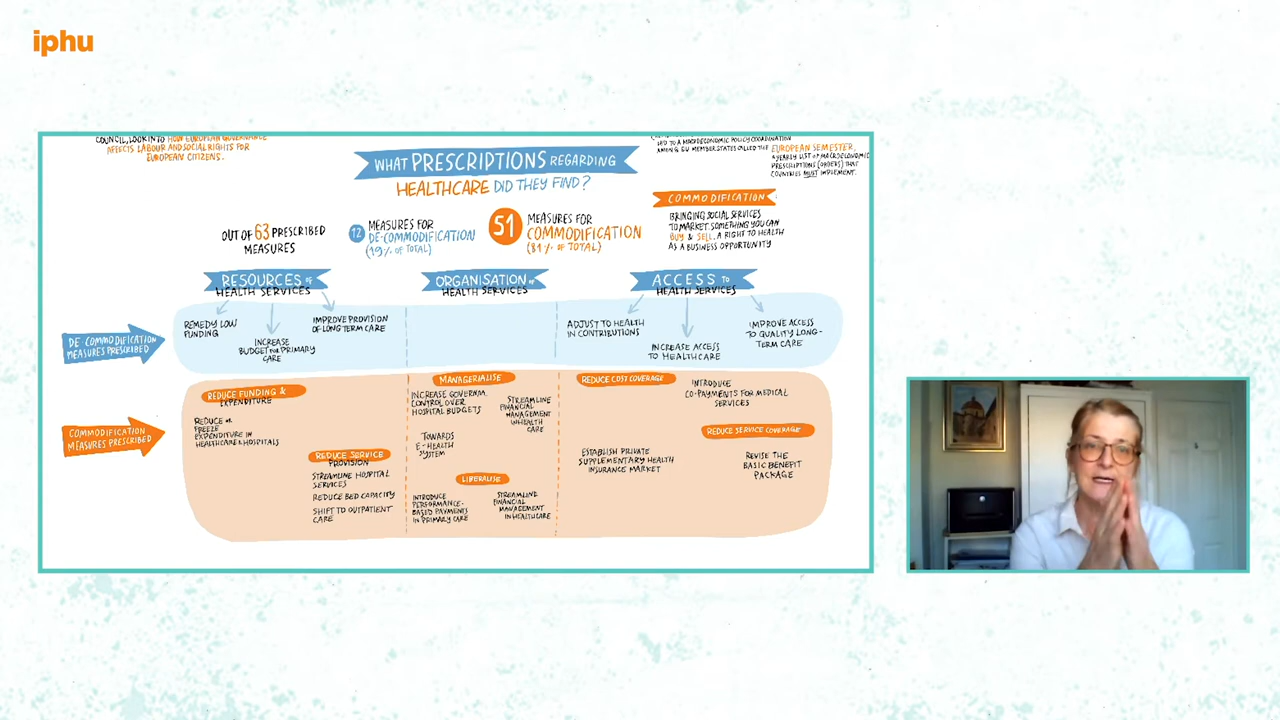 iphu
COUNCIL, LOOK INTO HOW EUROPEAN GOVERNANCE
AFFECTS LABOUR AND SOCIAL RIGHTS FOR
EUROPEAN CITIZENS.
LED TO A MACROECONOMIC POLICY COORDINATION
AMONG EU MEMBER STATES CALLED THE EUROPEAN SEMESTER,
A YEARLY LIST OF MACROECONOMIC
PRESCRIPTIONS (ORDERS) THAT
COUNTRIES MUST IMPLEMENT.
WHAT PRESCRIPTIONS REGARDING
HEALTHCARE DID THEY FIND?
OUT OF 63 PRESCRIBED
MEASURES
12 MEASURES FOR
DE-COMMODIFICATION
(19% OF TOTAL)
51 MEASURES FOR
COMMODIFICATION
(81% OF TOTAL)
COMMODIFICATION
BRINGING SOCIAL SERVICES
TO MARKET. SOMETHING YOU CAN
BUY & SELL. A RIGHT TO HEALTH
AS A BUSINESS OPPORTUNITY
RESOURCES OF
HEALTH SERVICES
ORGANISATION OF
HEALTH SERVICES
ACCESS TO
HEALTH SERVICES
DE COMMODIFICATION
MEASURES PRESCRIBED
REMEDY LOW
FUNDING
INCREASE
BUDGET FOR PRIMARY
CARE
IMPROVE PROVISION
OF LONG TERM CARE
ADJUST TO HEALTH
IN CONTRIBUTIONS
INCREASE ACCESS
TO HEALTHCARE
IMPROVE ACCESS
TO QUALITY LONG-
TERM CARE
COMMODIFICATION
MEASURES PRESCRIBED
REDUCE FUNDING &
EXPENDITURE
REDUCE OR
FREEZE
EXPENDITURE IN
HEALTHCARE & HOSPITALS
REDUCE SERVICE
PROVISION
STREAMLINE HOSPITAL
SERVICES
REDUCE BED CAPACITY
SHIFT TO OUTPATIENT
CARE
MANAGERIALISE
INCREASE GOVERNM.
CONTROL OVER
HOSPITAL BUDGETS
STREAMLINE
FINANCIAL
MANAGEMENT
IN HEALTH
CARE
TOWARDS
E-HEALTH
SYSTEM
LIBERALISE
INTRODUCE
PERFORMANCE-
BASED PAYMENTS
IN PRIMARY CARE
STREAMLINE
FINANCIAL
MANAGEMENT
IN HEALTHCARE
REDUCE COST COVERAGE
INTRODUCE
CO-PAYMENTS FOR MEDICAL
SERVICES
ESTABLISH PRIVATE
SUPPLEMENTARY HEALTH
INSURANCE MARKET
REDUCE SERVICE COVERAGE
REVISE THE
BASIC BENEFIT
PACKAGE